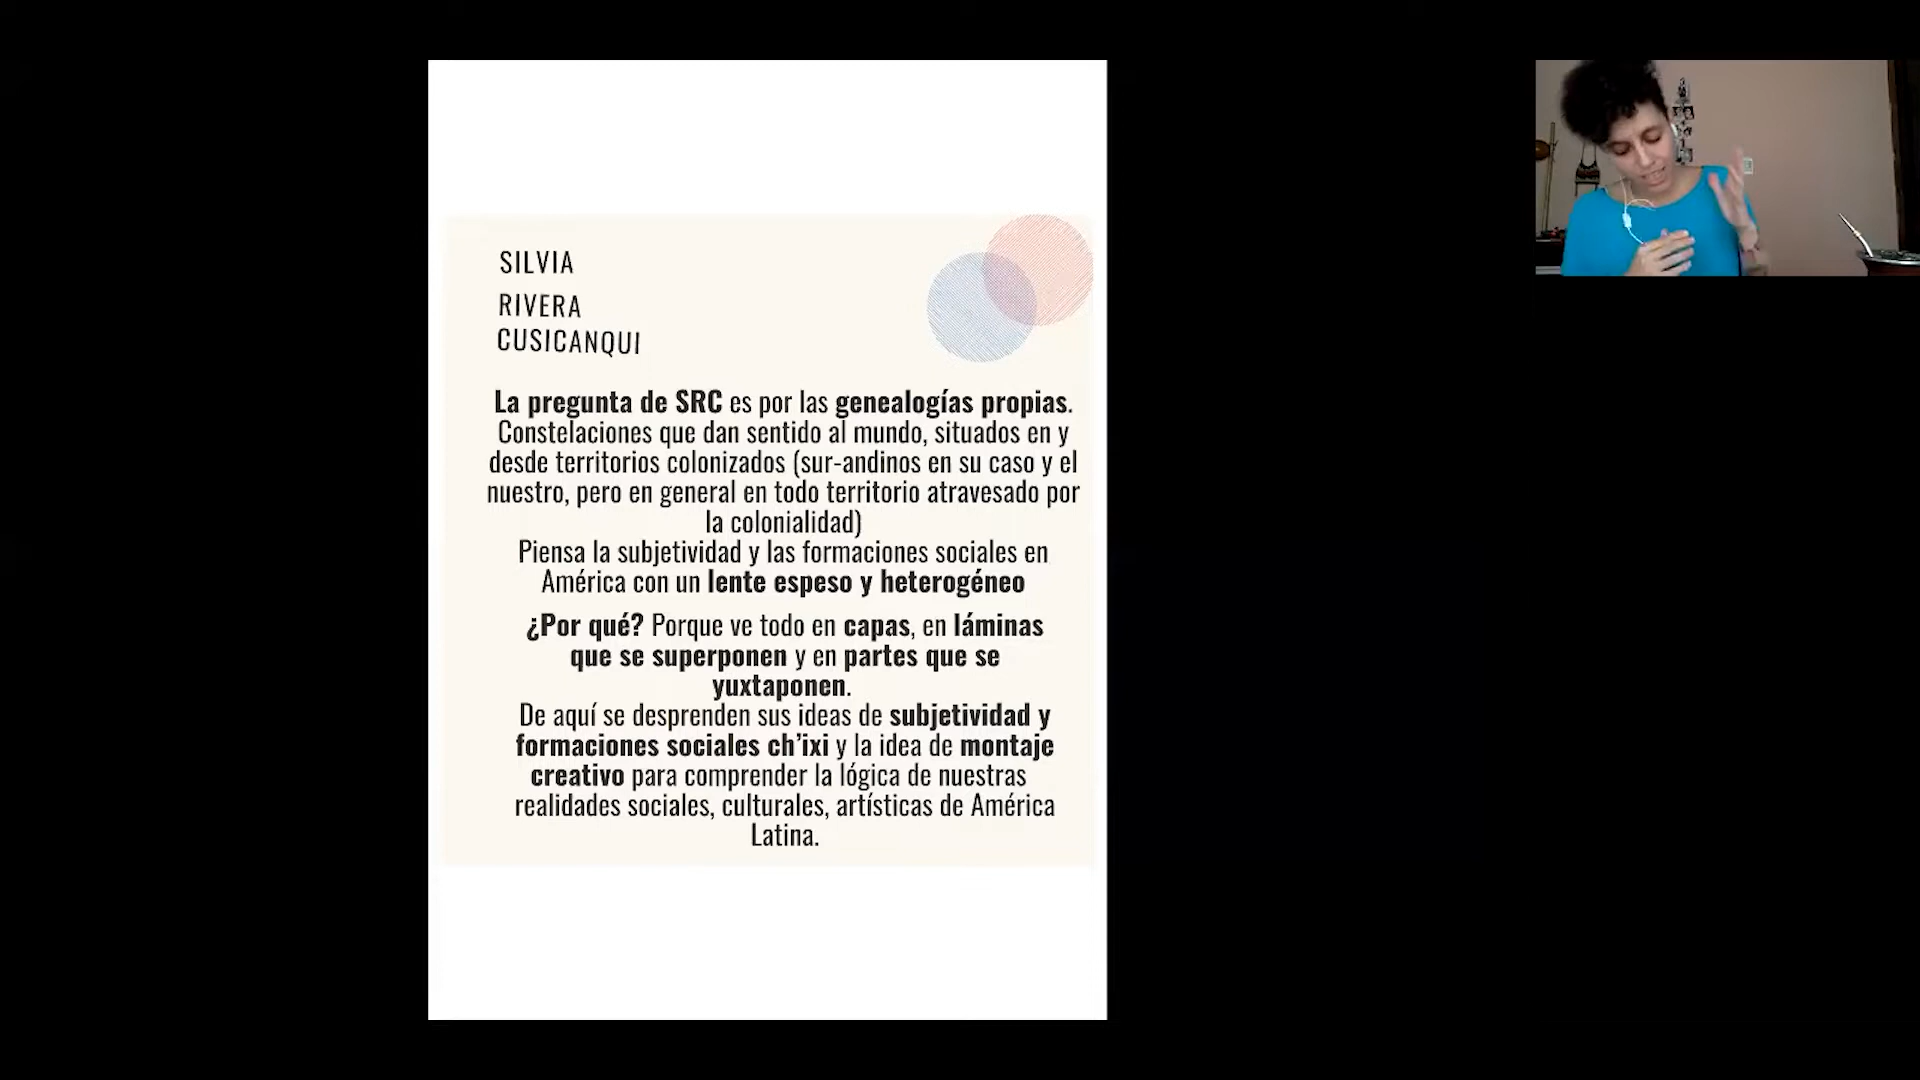 SILVIA
RIVERA
CUSICANQUI
La pregunta de SRC es por las genealogías propias.
Constelaciones que dan sentido al mundo, situados en y
desde territorios colonizados (sur-andinos en su caso y el
nuestro, pero en general en todo territorio atravesado por
la colonialidad)
Piensa la subjetividad y las formaciones sociales en
América con un lente espeso y heterogéneo
¿Por qué? Porque ve todo en capas, en láminas
que se superponen y en partes que se
yuxtaponen.
De aquí se desprenden sus ideas de subjetividad y
formaciones sociales ch'ixi y la idea de montaje
creativo para comprender la lógica de nuestras
realidades sociales, culturales, artísticas de América
Latina.